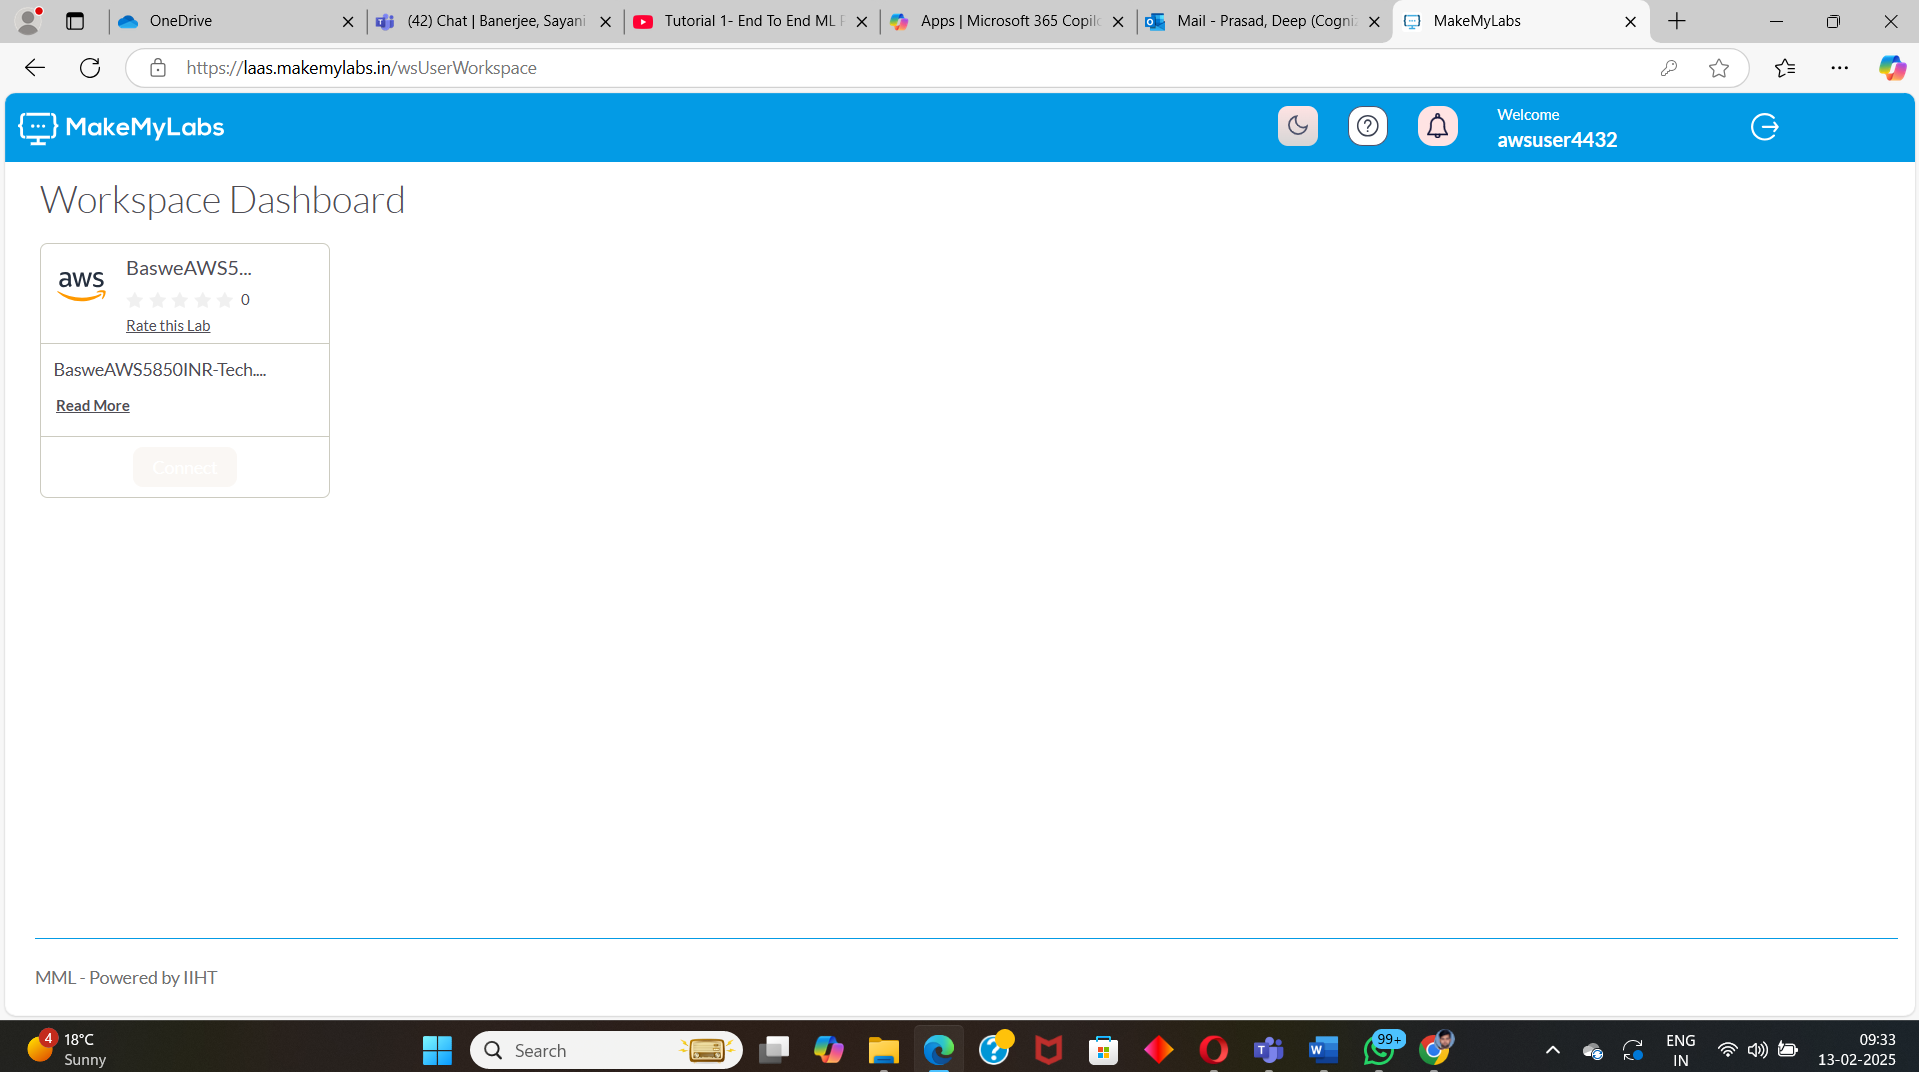 OneDrive
(42) Chat | Banerjee, Sayani
Tutorial 1- End To End ML
Apps | Microsoft 365 Copilo
Mail - Prasad, Deep (Cogniz
MakeMyLabs
https://laas.makemylabs.in/wsUserWorkspace
MakeMyLabs
Welcome
awsuser4432
Workspace Dashboard
aws
BasweAWS5...
0
Rate this Lab
BasweAWS5850INR-Tech....
Read More
Connect
MML - Powered by IIHT
4
18°C
Sunny
Search
99+
ENG
IN
09:33
13-02-2025